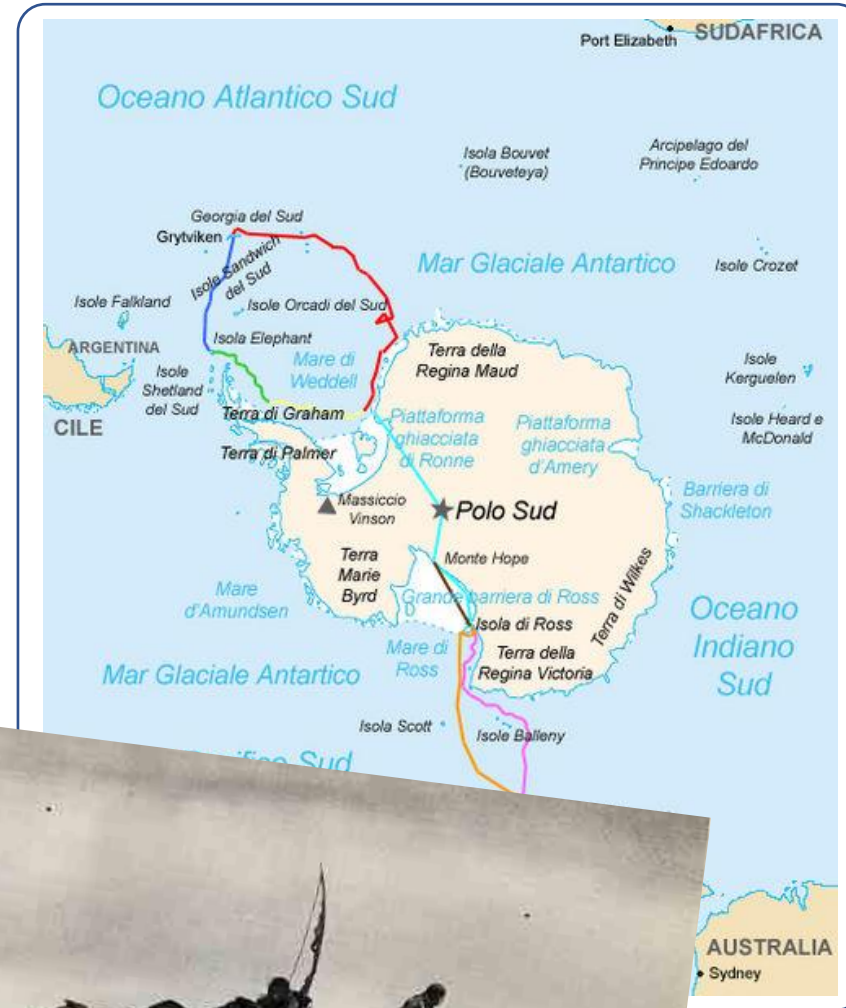 SUDAFRICA
Port Elizabeth
Oceano Atlantico Sud
Isola Bouvet
(Bouveteya)
Arcipelago del
Principe Edoardo
Georgia del Sud
Grytviken
Isole Sandwich
del Sud
Mar Glaciale Antartico
Isole Crozet
Isole Falkland
Isole Orcadi del Sud
Isola Elephant
ARGENTINA
Mare di
Weddell
Terra della
Regina Maud
Isole
Kerguelen
Isole
Shetland
del Sud
Terra di Graham
Isole Heard e
McDonald
CILE
Piattaforma
ghiacciata
di Ronne
Piattaforma
ghiacciata
d'Amery
Terra di Palmer
Barriera di
Shackleton
Massiccio
Vinson
Polo Sud
Monte Hope
Terra
Marie
Byrd
Terra di Wilkes
Mare
d'Amundsen
Grande barriera di Ross
Isola di Ross
Oceano
Indiano
Sud
Mare di
Ross
Terra della
Regina Victoria
Mar Glaciale Antartico
Isola Scott
Isole Balleny
Sud
AUSTRALIA
Sydney